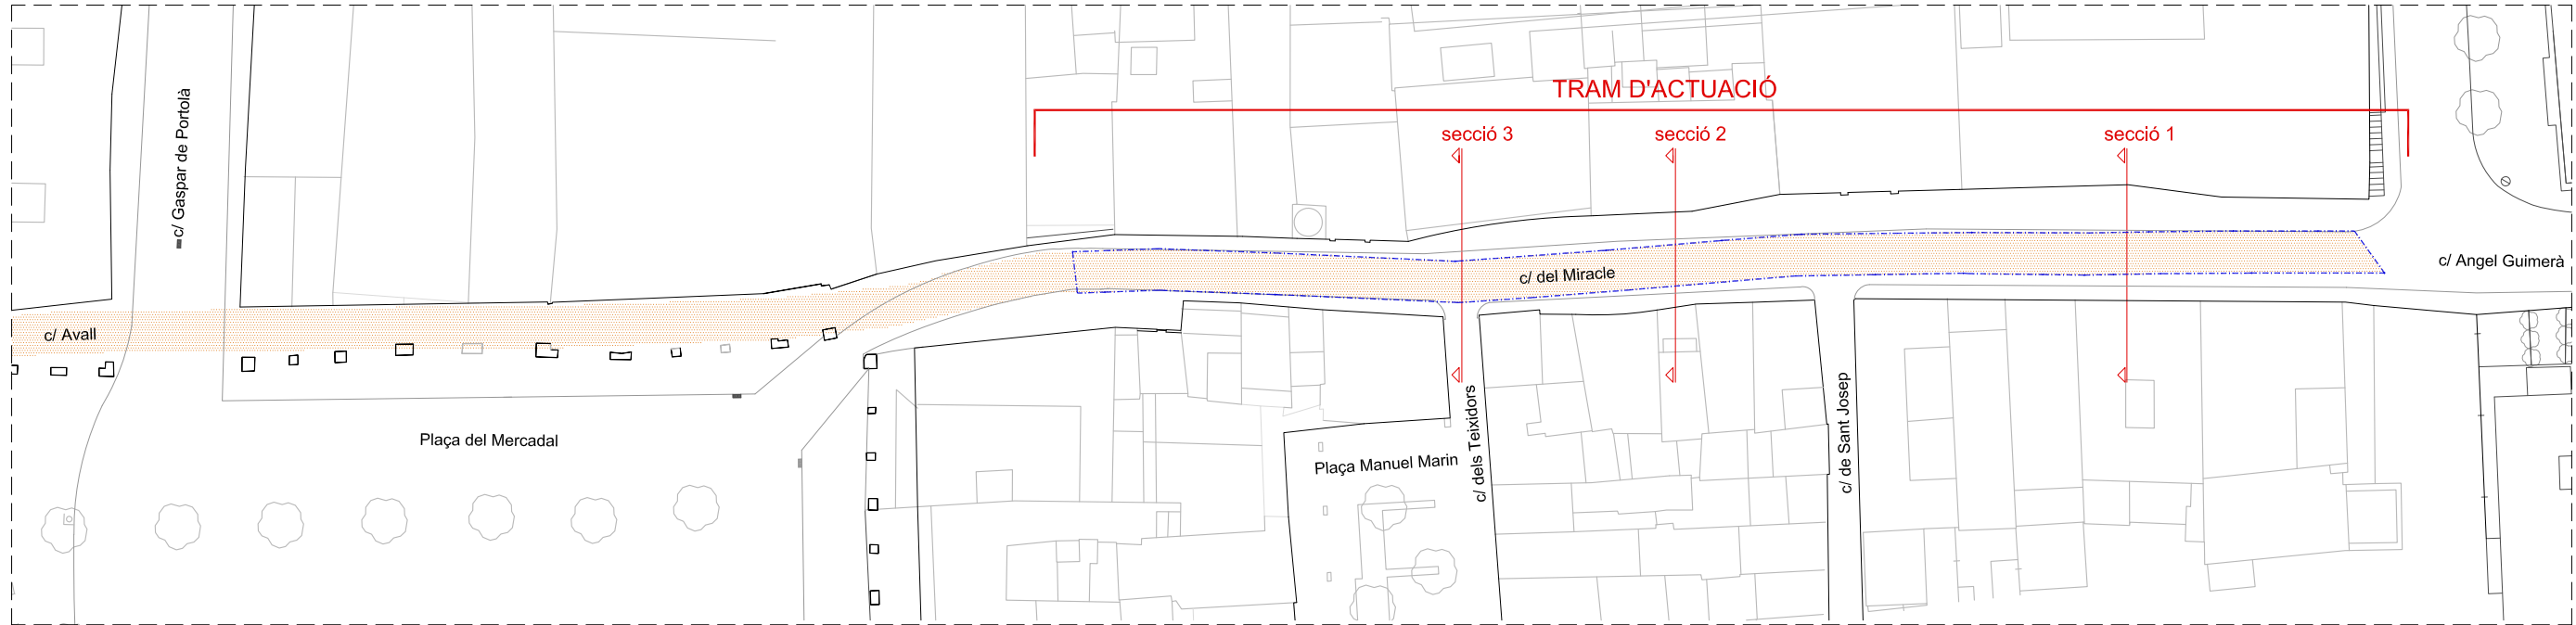 TRAM D'ACTUACIÓ
secció 3
secció 2
secció 1
c/ Gaspar de Portolà
c/ Angel Guimerà
c/ del Miracle
c/ Avall
Plaça del Mercadal
Plaça Manuel Marin
c/ dels Teixidors
c/ de Sant Josep